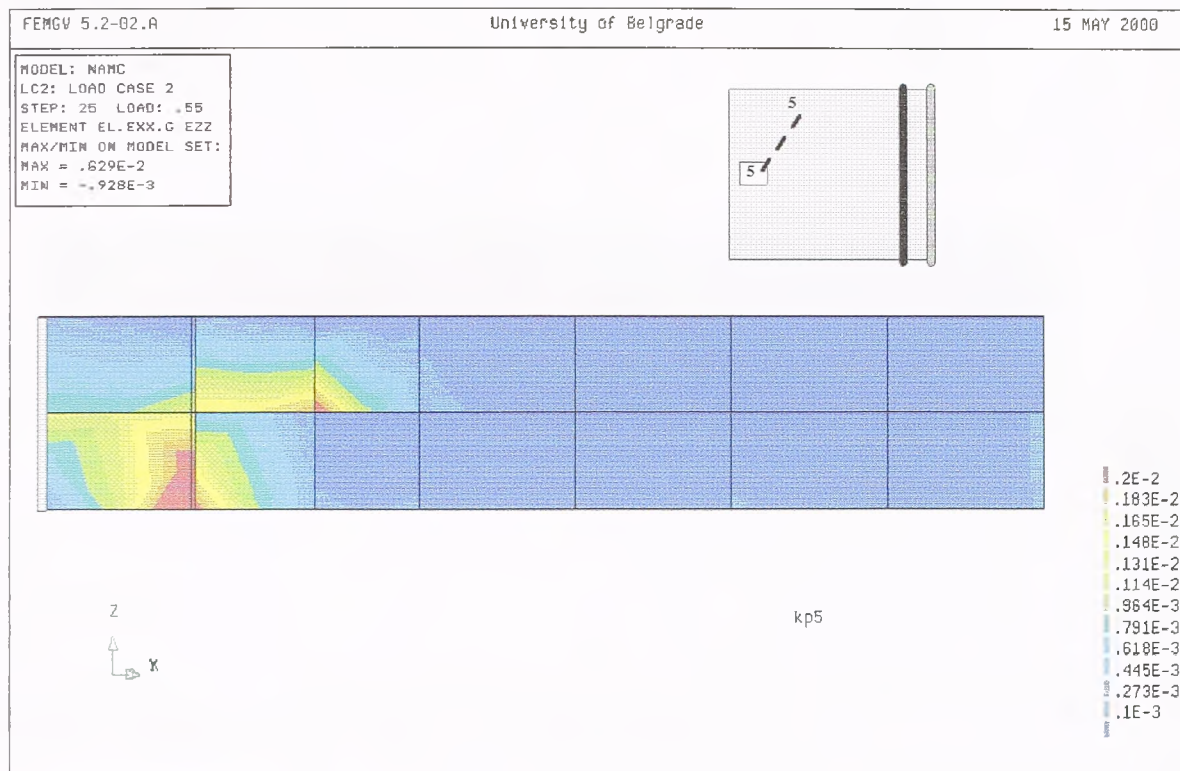 FEMGV 5.2-02.A
University of Belgrade
15 MAY 2000
MODEL: NAMC
LC2: LOAD CASE 2
STEP: 25 LOAD: .55
ELEMENT EL.EXX.G EZZ
MAX/MIN ON MODEL SET:
MAX = .629E-2
MIN = -.928E-3
5
5
.2E-2
.183E-2
.165E-2
.148E-2
.131E-2
.114E-2
.964E-3
.791E-3
.618E-3
.445E-3
.273E-3
.1E-3
kp5
Z
X